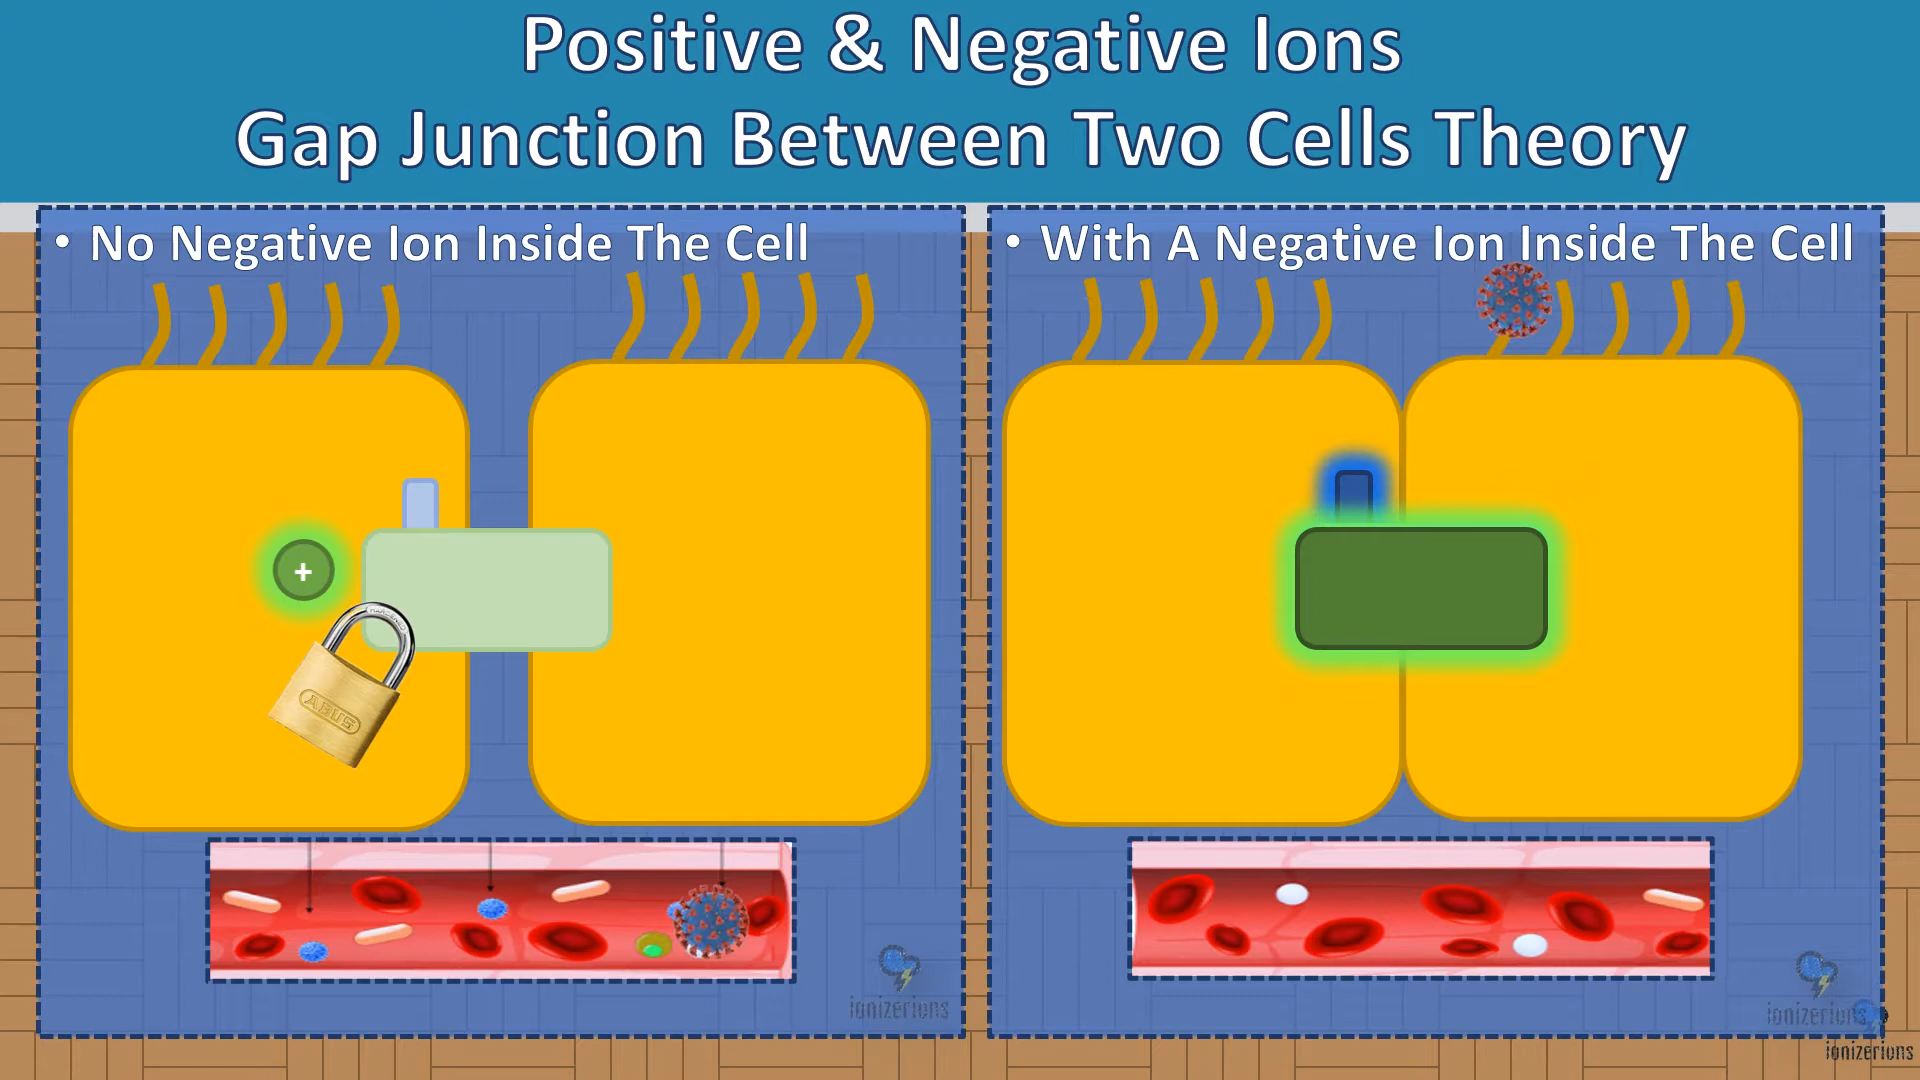 Positive & Negative Ions
Gap Junction Between Two Cells Theory
• No Negative Ion Inside The Cell
• With A Negative Ion Inside The Cell
+
HARDENED
ABUS
ionizerions
ionizerions
ionizerions